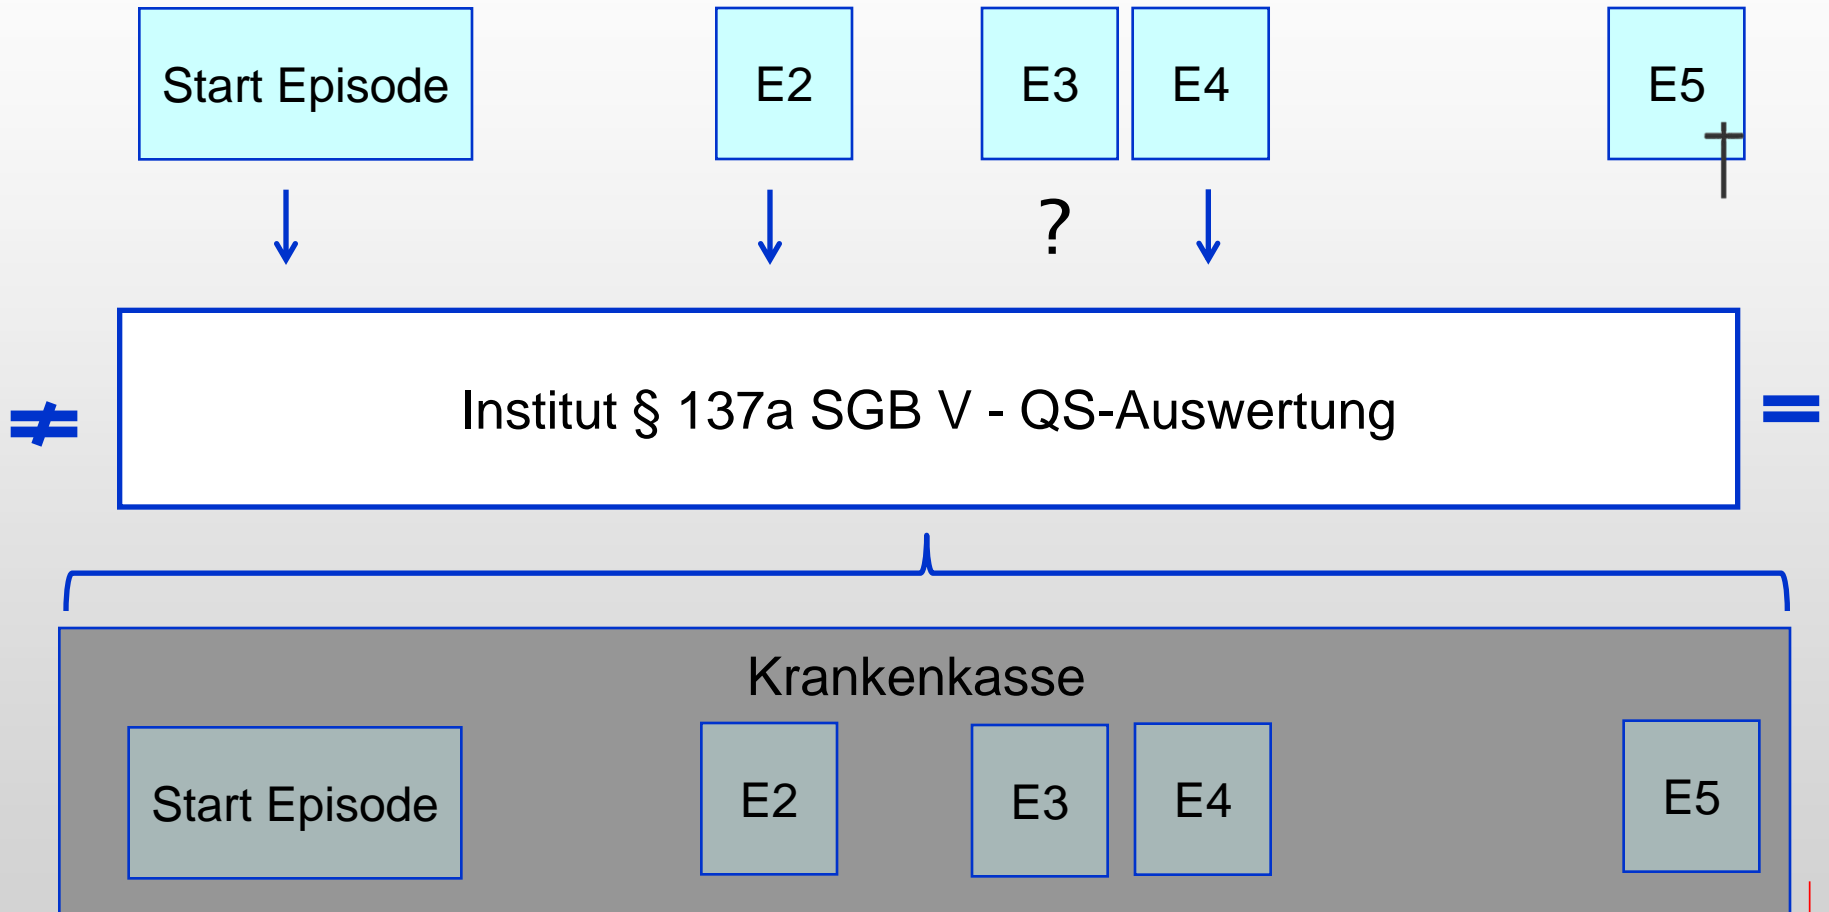 Start Episode E2 E3 E4 E5
?
≠ Institut § 137a SGB V - QS-Auswertung =
Krankenkasse
Start Episode E2 E3 E4 E5